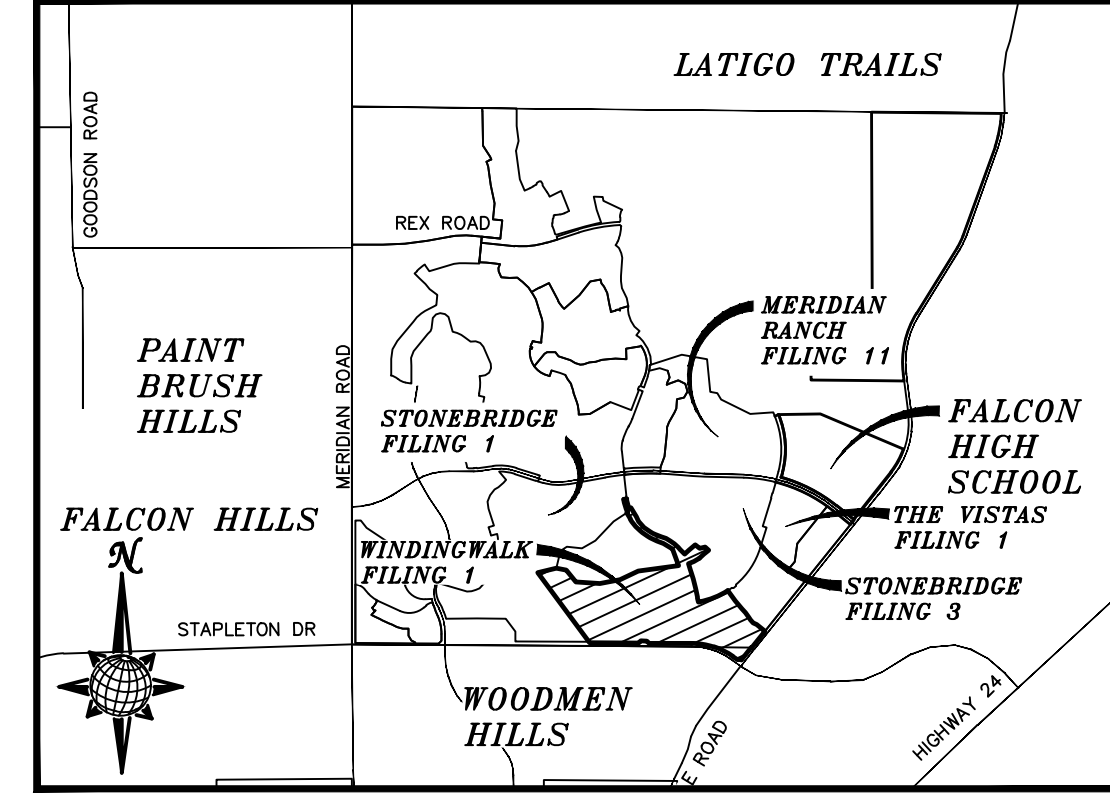 LATIGO TRAILS
GOODSON ROAD
REX ROAD
MERIDIAN
RANCH
FILING 11
PAINT
BRUSH
HILLS
MERIDIAN ROAD
STONEBRIDGE
FILING 1
FALCON
HIGH
SCHOOL
FALCON HILLS
THE VISTAS
FILING 1
N
WINDINGWALK
FILING 1
STONEBRIDGE
FILING 3
STAPLETON DR
WOODMEN
HILLS
HIGHWAY 24
E ROAD